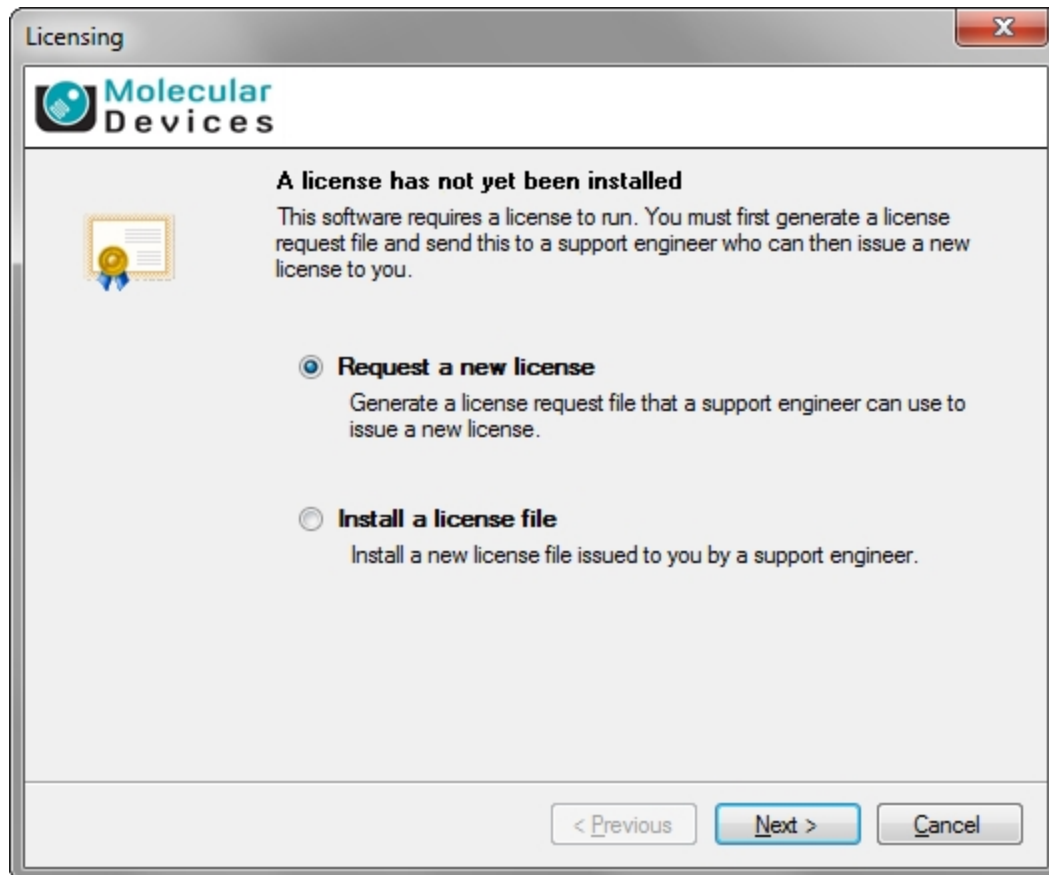 Licensing
Molecular
Devices
A license has not yet been installed
This software requires a license to run. You must first generate a license
request file and send this to a support engineer who can then issue a new
license to you.
Request a new license
Generate a license request file that a support engineer can use to
issue a new license.
Install a license file
Install a new license file issued to you by a support engineer.
< Previous
Next >
Cancel